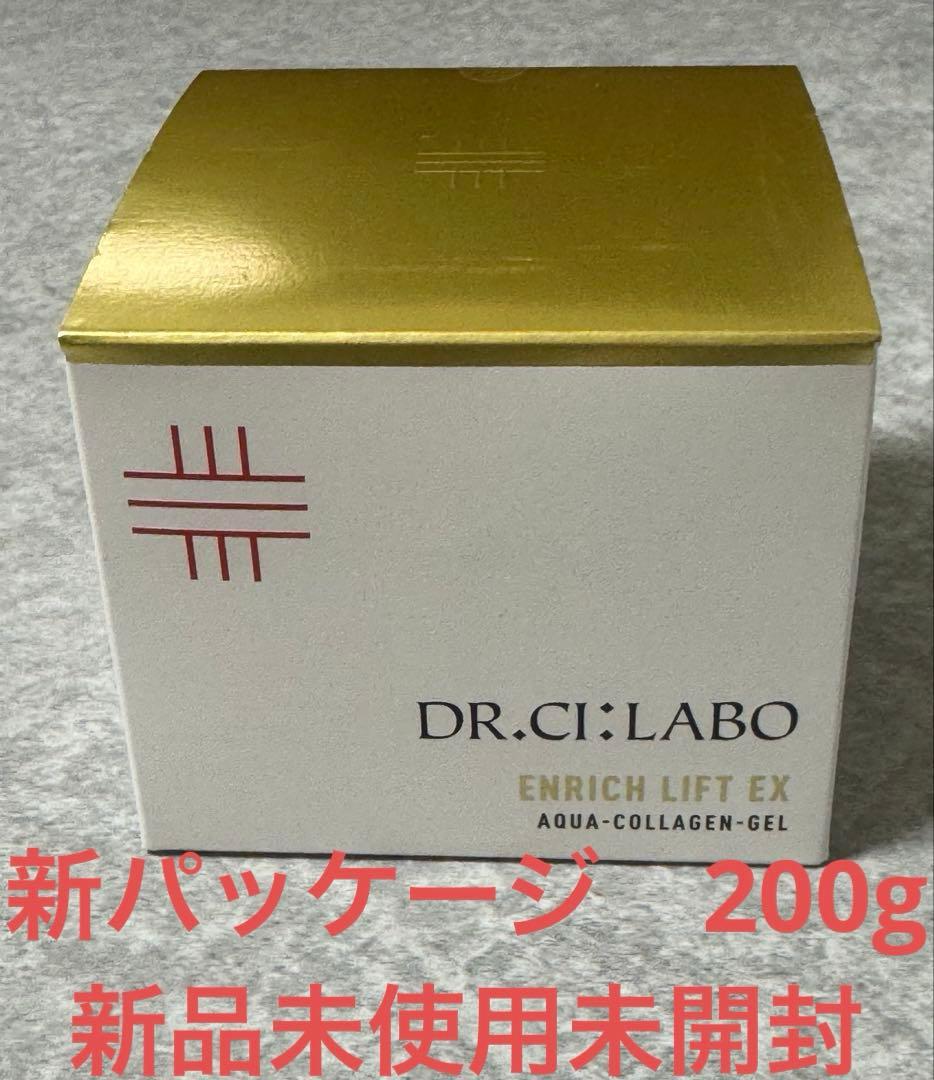 DR.CI:LABO
ENRICH LIFT EX
AQUA-COLLAGEN-GEL
新パッケージ 200g
新品未使用未開封